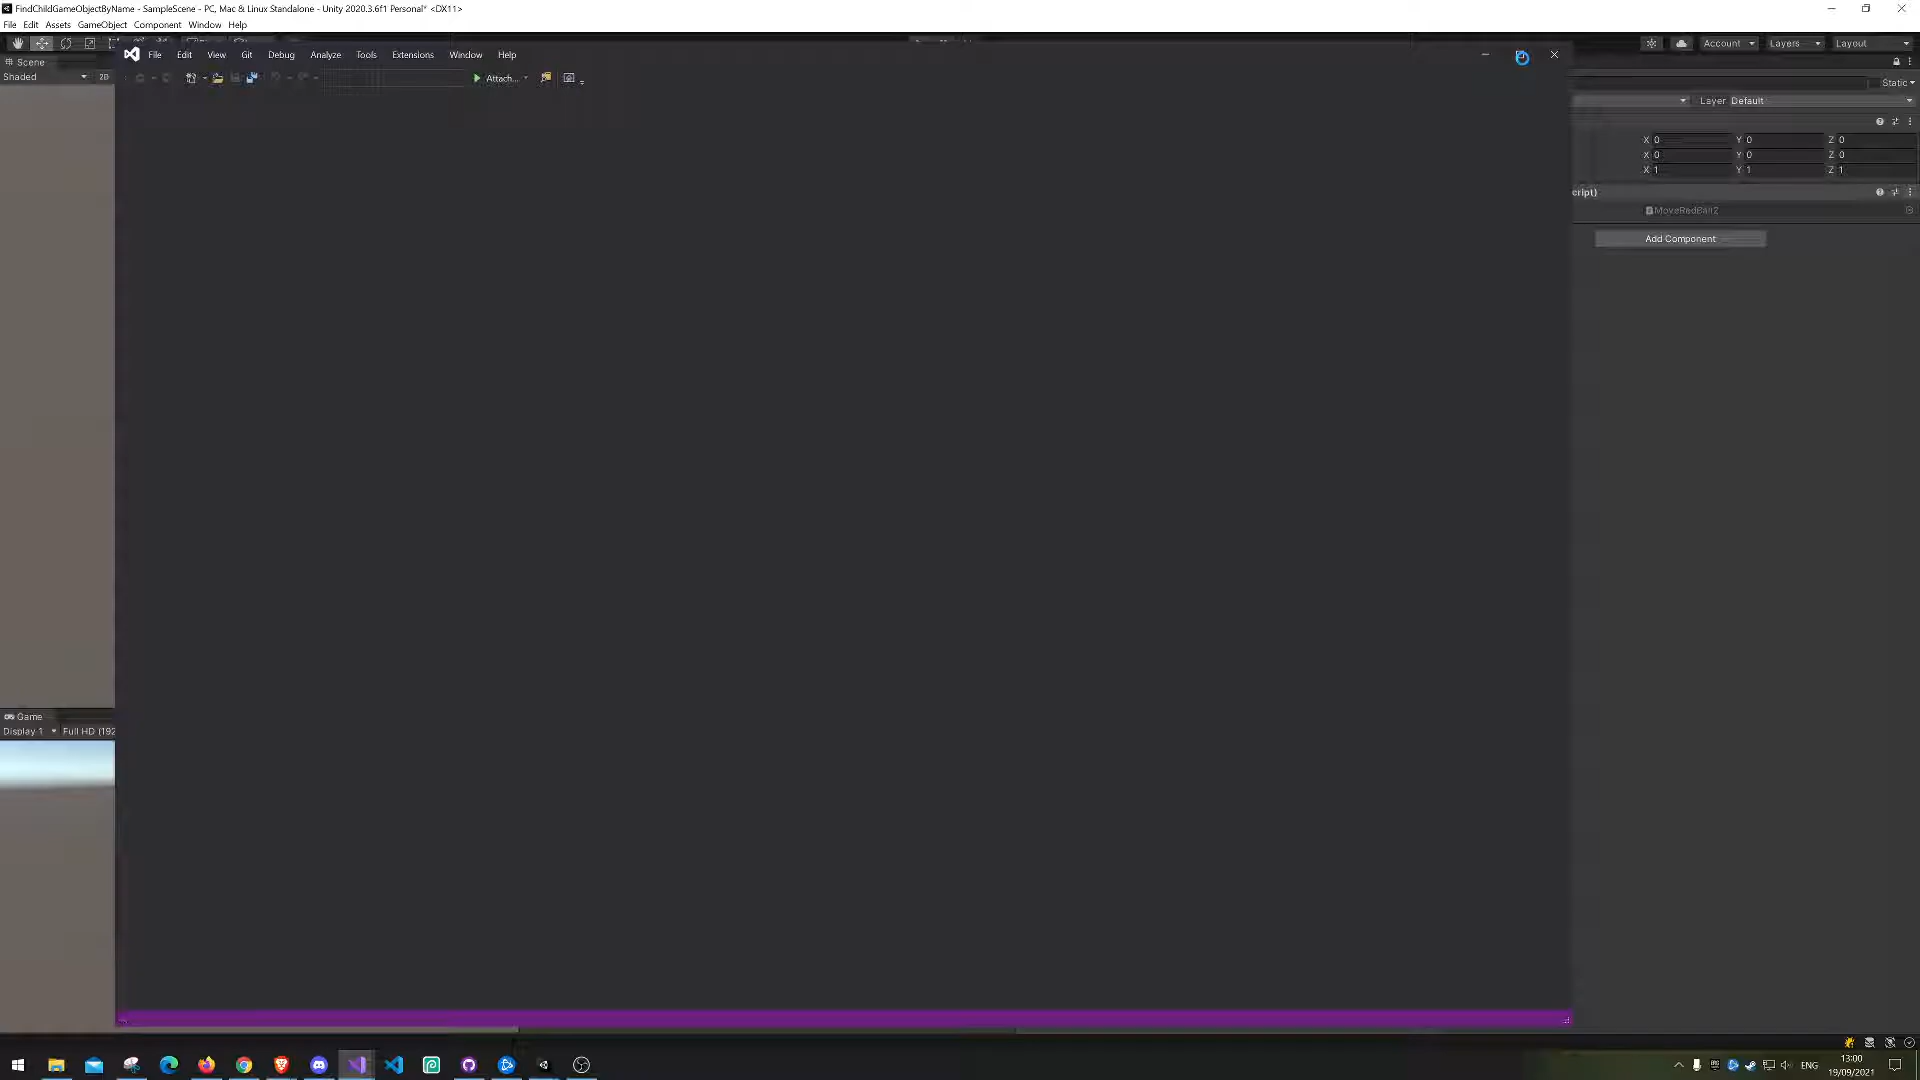 FindChildGameObjectByName - SampleScene - PC, Mac & Linux Standalone - Unity 2020.3.6f1 Personal* <DX11>
File Edit Assets GameObject Component Window Help
File Edit View Git Debug Analyze Tools Extensions Window Help
Account Layers Layout
Scene
Shaded 2D
Attach...
Static
Layer Default
X 0 Y 0 Z 0
X 0 Y 0 Z 0
X 1 Y 1 Z 1
cript)
MoveRedBall2
Add Component
Game
Display 1 Full HD (192
ENG
13:00
19/09/2021